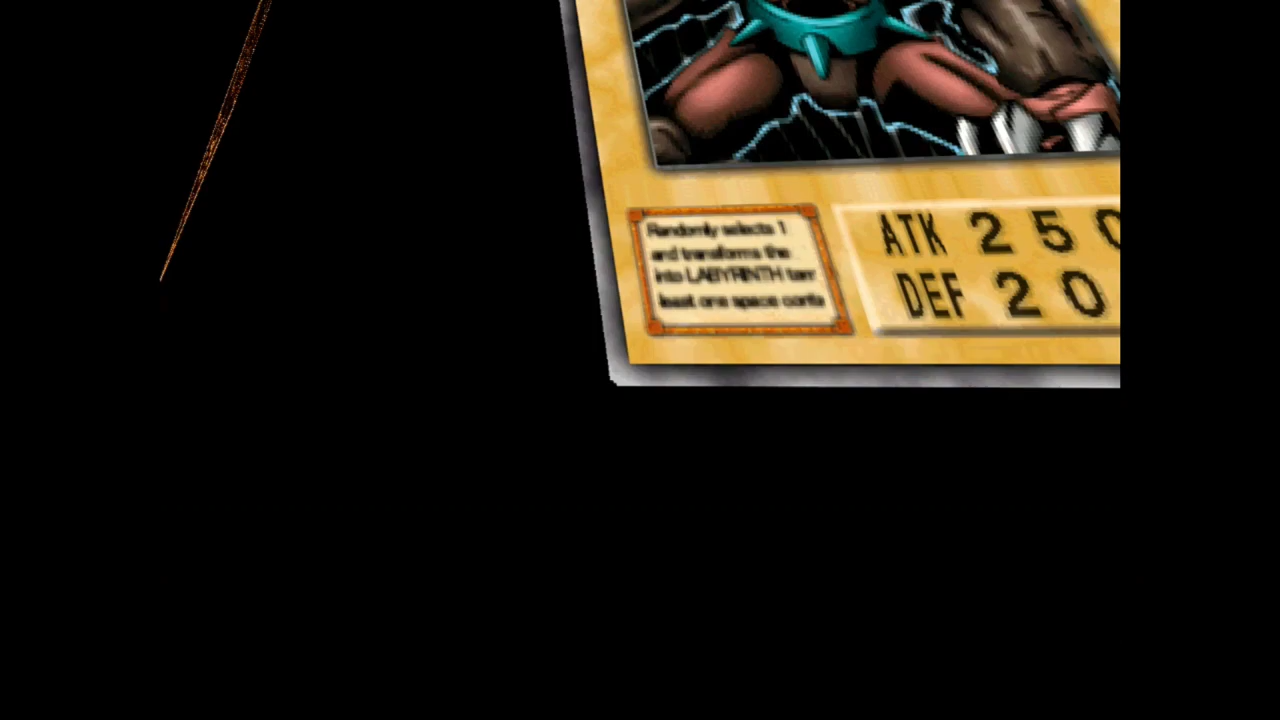 Randomly selects 1
and transforms the
into LABYRINTH terr
least one space conta
ATK 250
DEF 20